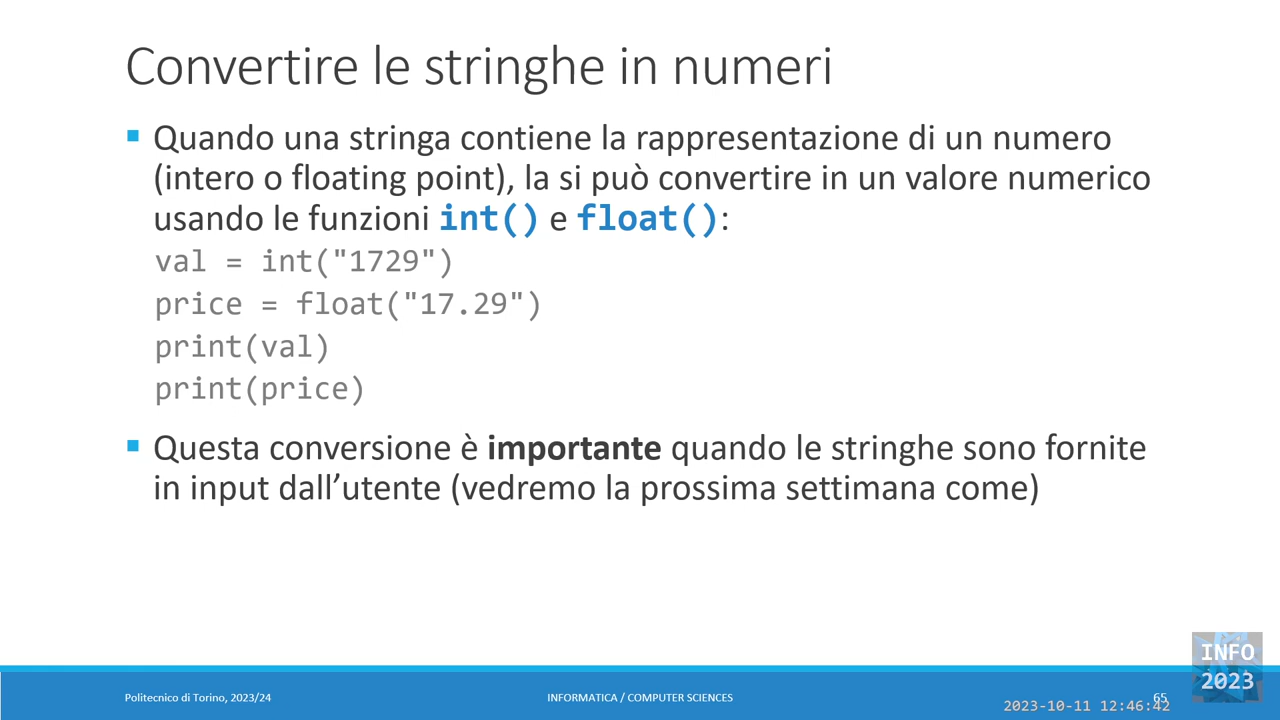 Convertire le stringhe in numeri
▪ Quando una stringa contiene la rappresentazione di un numero
(intero o floating point), la si può convertire in un valore numerico
usando le funzioni int() e float():
val = int("1729")
price = float("17.29")
print(val)
print(price)
▪ Questa conversione è importante quando le stringhe sono fornite
in input dall’utente (vedremo la prossima settimana come)
Politecnico di Torino, 2023/24
INFORMATICA / COMPUTER SCIENCES
65
2023-10-11 12:46:42
INFO
2023